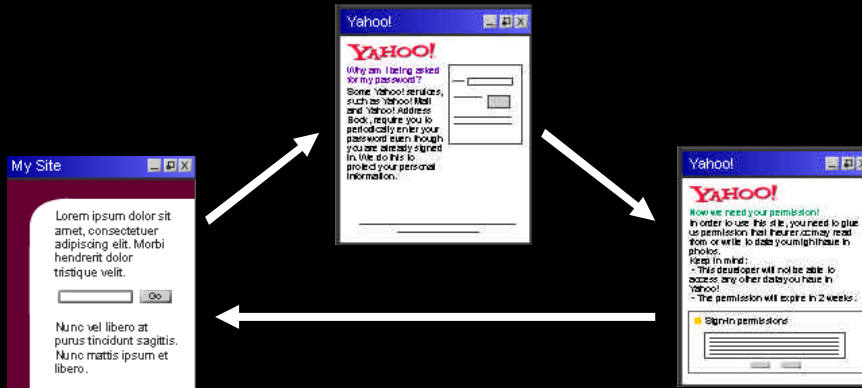 Yahoo!
YAHOO!
Why am I being asked
for my password?
Some Yahoo! services,
such as Yahoo! Mail
and Yahoo! Address
Book, require you to
periodically enter your
password even though
you are already signed
in. We do this to
protect your personal
information.
My Site
Lorem ipsum dolor sit
amet, consectetuer
adipiscing elit. Morbi
hendrerit dolor
tristique velit.
Go
Nunc vel libero at
purus tincidunt sagittis.
Nunc mattis ipsum et
libero.
Yahoo!
YAHOO!
Now we need your permission!
In order to use this site, you need to give
us permission that may read
from or write to data you might have in
photos.
Keep in mind:
- This developer will not be able to
access any other data you have in
Yahoo!
- The permission will expire in 2 weeks.
Sign-in permissions